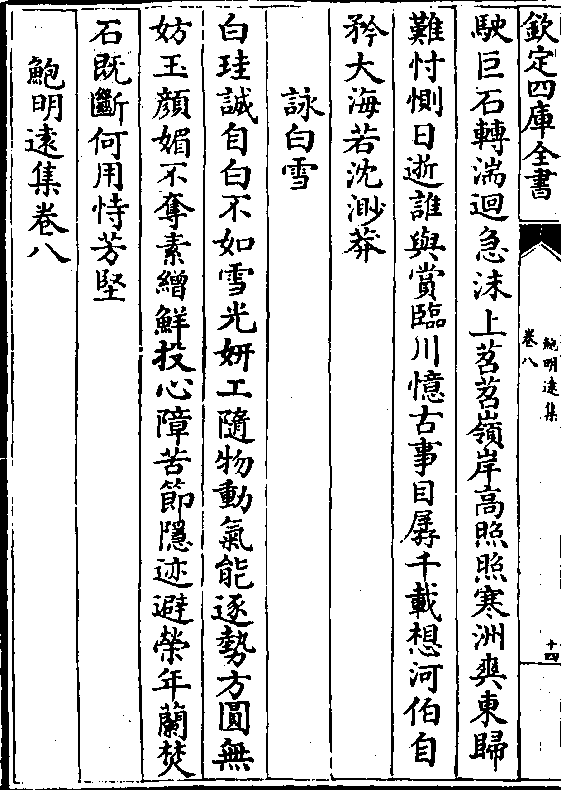 欽定四庫全書
鮑明逺集
卷八
十四
駛巨石轉湍迴急沫上苕苕嶺岸高照照寒洲爽東歸
難忖惻日逝誰與賞臨川憶古事目孱千載想河伯自
矜大海若沈渺莽
詠白雪
白珪誠自白不如雪光妍工隨物動氣能逐勢方圓無
妨玉顔媚不奪素繒鮮投心障苦節隱迹避榮年蘭焚
石既斷何用恃芳堅
鮑明逺集卷八